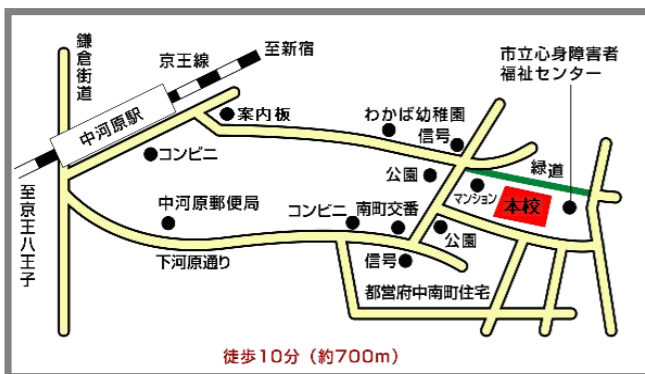 鎌倉街道
京王線
至新宿
中河原駅
案内板
コンビニ
至京王八王子
わかば幼稚園
信号
市立心身障害者
福祉センター
緑道
公園
マンション
本校
中河原郵便局
コンビニ
南町交番
公園
下河原通り
信号
都営府中南町住宅
徒歩10分（約700m）